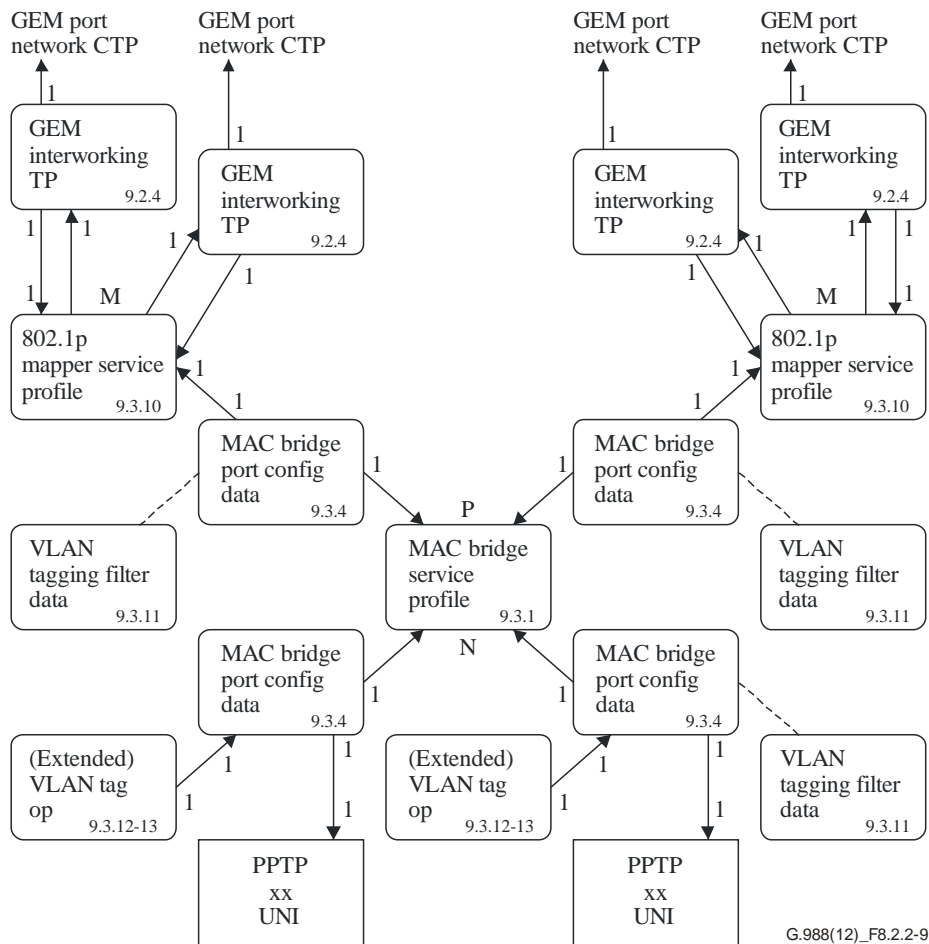 GEM port
network CTP
GEM port
network CTP
GEM port
network CTP
GEM port
network CTP
1
1
1
1
GEM
interworking
TP
9.2.4
GEM
interworking
TP
9.2.4
GEM
interworking
TP
9.2.4
GEM
interworking
TP
9.2.4
1
1
1
1
1
1
1
1
1
M
1
M
802.1p
mapper service
profile
9.3.10
802.1p
mapper service
profile
9.3.10
1
1
1
1
MAC bridge
port config
data
9.3.4
MAC bridge
port config
data
9.3.4
1
1
P
VLAN
tagging filter
data
9.3.11
MAC bridge
service
profile
9.3.1
VLAN
tagging filter
data
9.3.11
N
MAC bridge
port config
data
9.3.4
MAC bridge
port config
data
9.3.4
1
1
(Extended)
VLAN tag
op
9.3.12-13
1
1
1
1
(Extended)
VLAN tag
op
9.3.12-13
1
1
1
1
VLAN
tagging filter
data
9.3.11
PPTP
xx
UNI
PPTP
xx
UNI
G.988(12)_F8.2.2-9